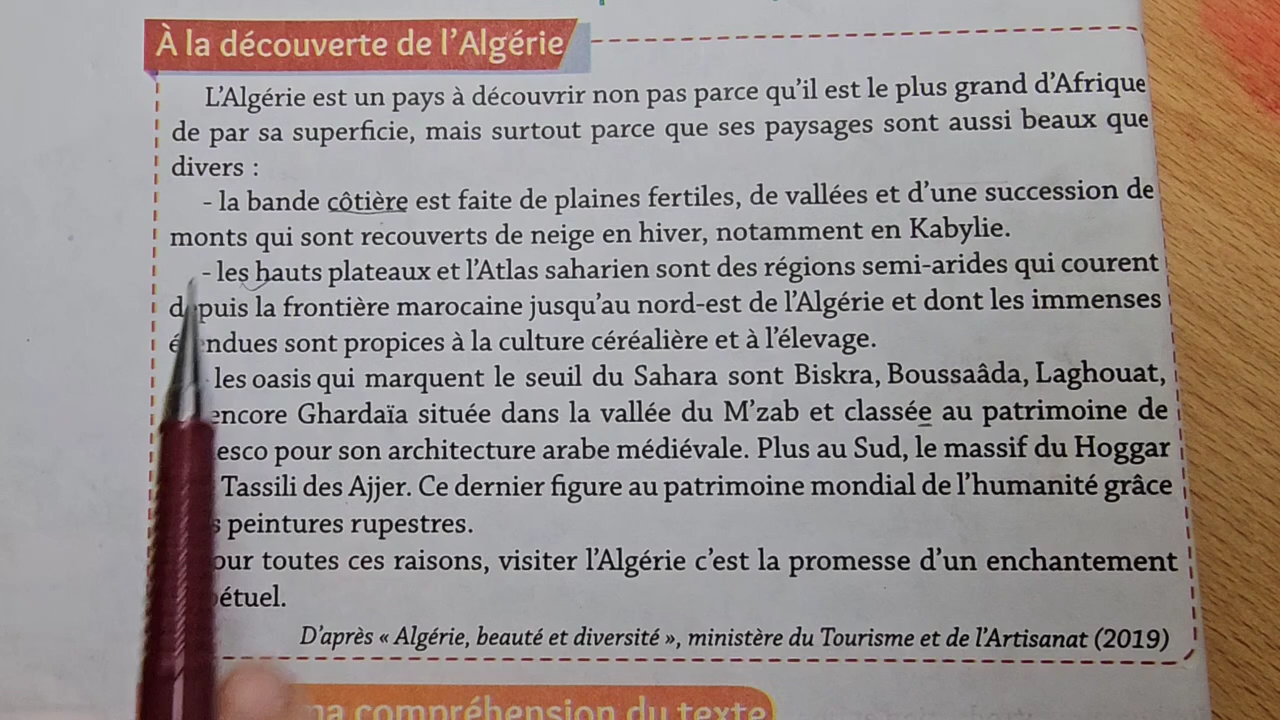 À la découverte de l'Algérie
L'Algérie est un pays à découvrir non pas parce qu'il est le plus grand d'Afrique
de par sa superficie, mais surtout parce que ses paysages sont aussi beaux que
divers :
- la bande côtière est faite de plaines fertiles, de vallées et d'une succession de
monts qui sont recouverts de neige en hiver, notamment en Kabylie.
- les hauts plateaux et l'Atlas saharien sont des régions semi-arides qui courent
depuis la frontière marocaine jusqu'au nord-est de l'Algérie et dont les immenses
étendues sont propices à la culture céréalière et à l'élevage.
les oasis qui marquent le seuil du Sahara sont Biskra, Boussaâda, Laghouat,
encore Ghardaïa située dans la vallée du M'zab et classée au patrimoine de
pour son architecture arabe médiévale. Plus au Sud, le massif du Hoggar
Tassili des Ajjer. Ce dernier figure au patrimoine mondial de l'humanité grâce
peintures rupestres.
toutes ces raisons, visiter l'Algérie c'est la promesse d'un enchantement
D'après « Algérie, beauté et diversité », ministère du Tourisme et de l'Artisanat (2019)
compréhension du texte